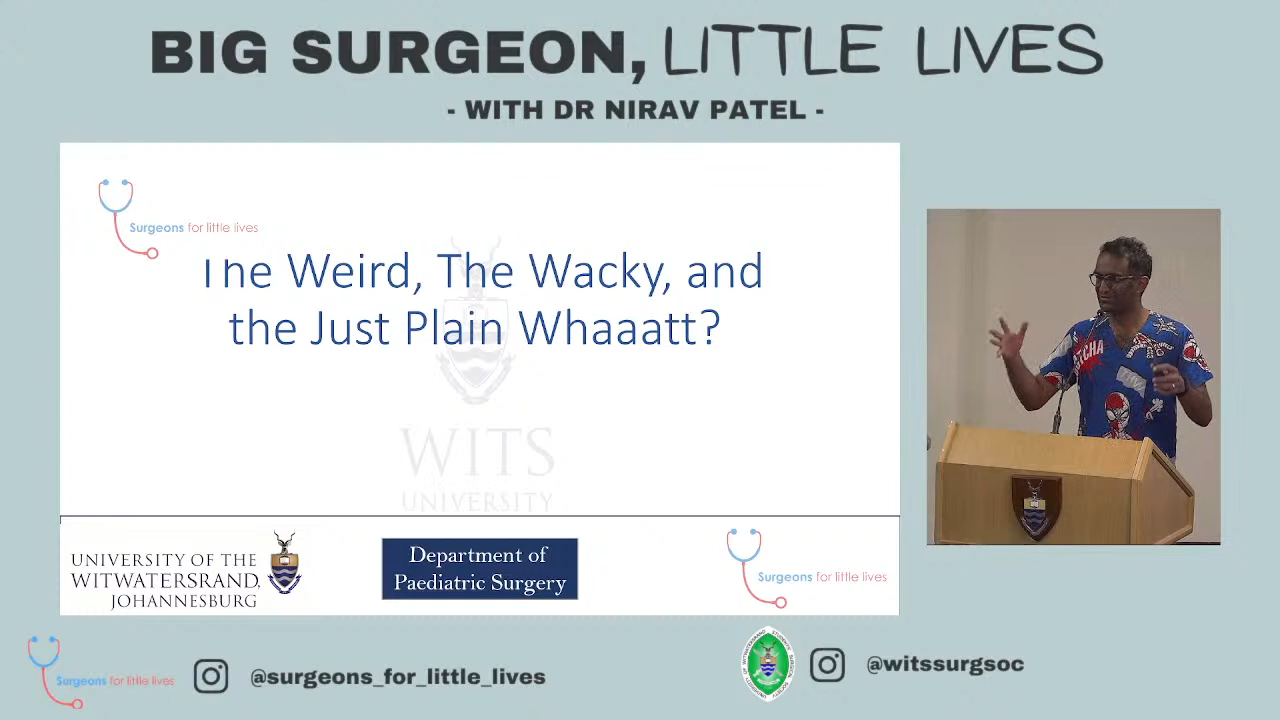 BIG SURGEON, LITTLE LIVES
- WITH DR NIRAV PATEL -
Surgeons for little lives
The Weird, The Wacky, and
the Just Plain Whaaatt?
WITS
UNIVERSITY
UNIVERSITY OF THE
WITWATERSRAND,
JOHANNESBURG
Department of
Paediatric Surgery
Surgeons for little lives
GOTCHA
Surgeons for little lives
@surgeons_for_little_lives
@witssurgsoc